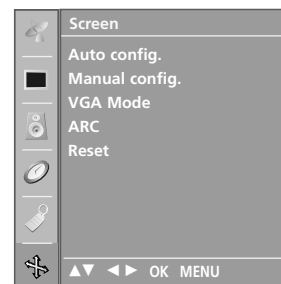 Screen
Auto config.
Manual config.
VGA Mode
ARC
Reset
▲▼ ◄► OK MENU